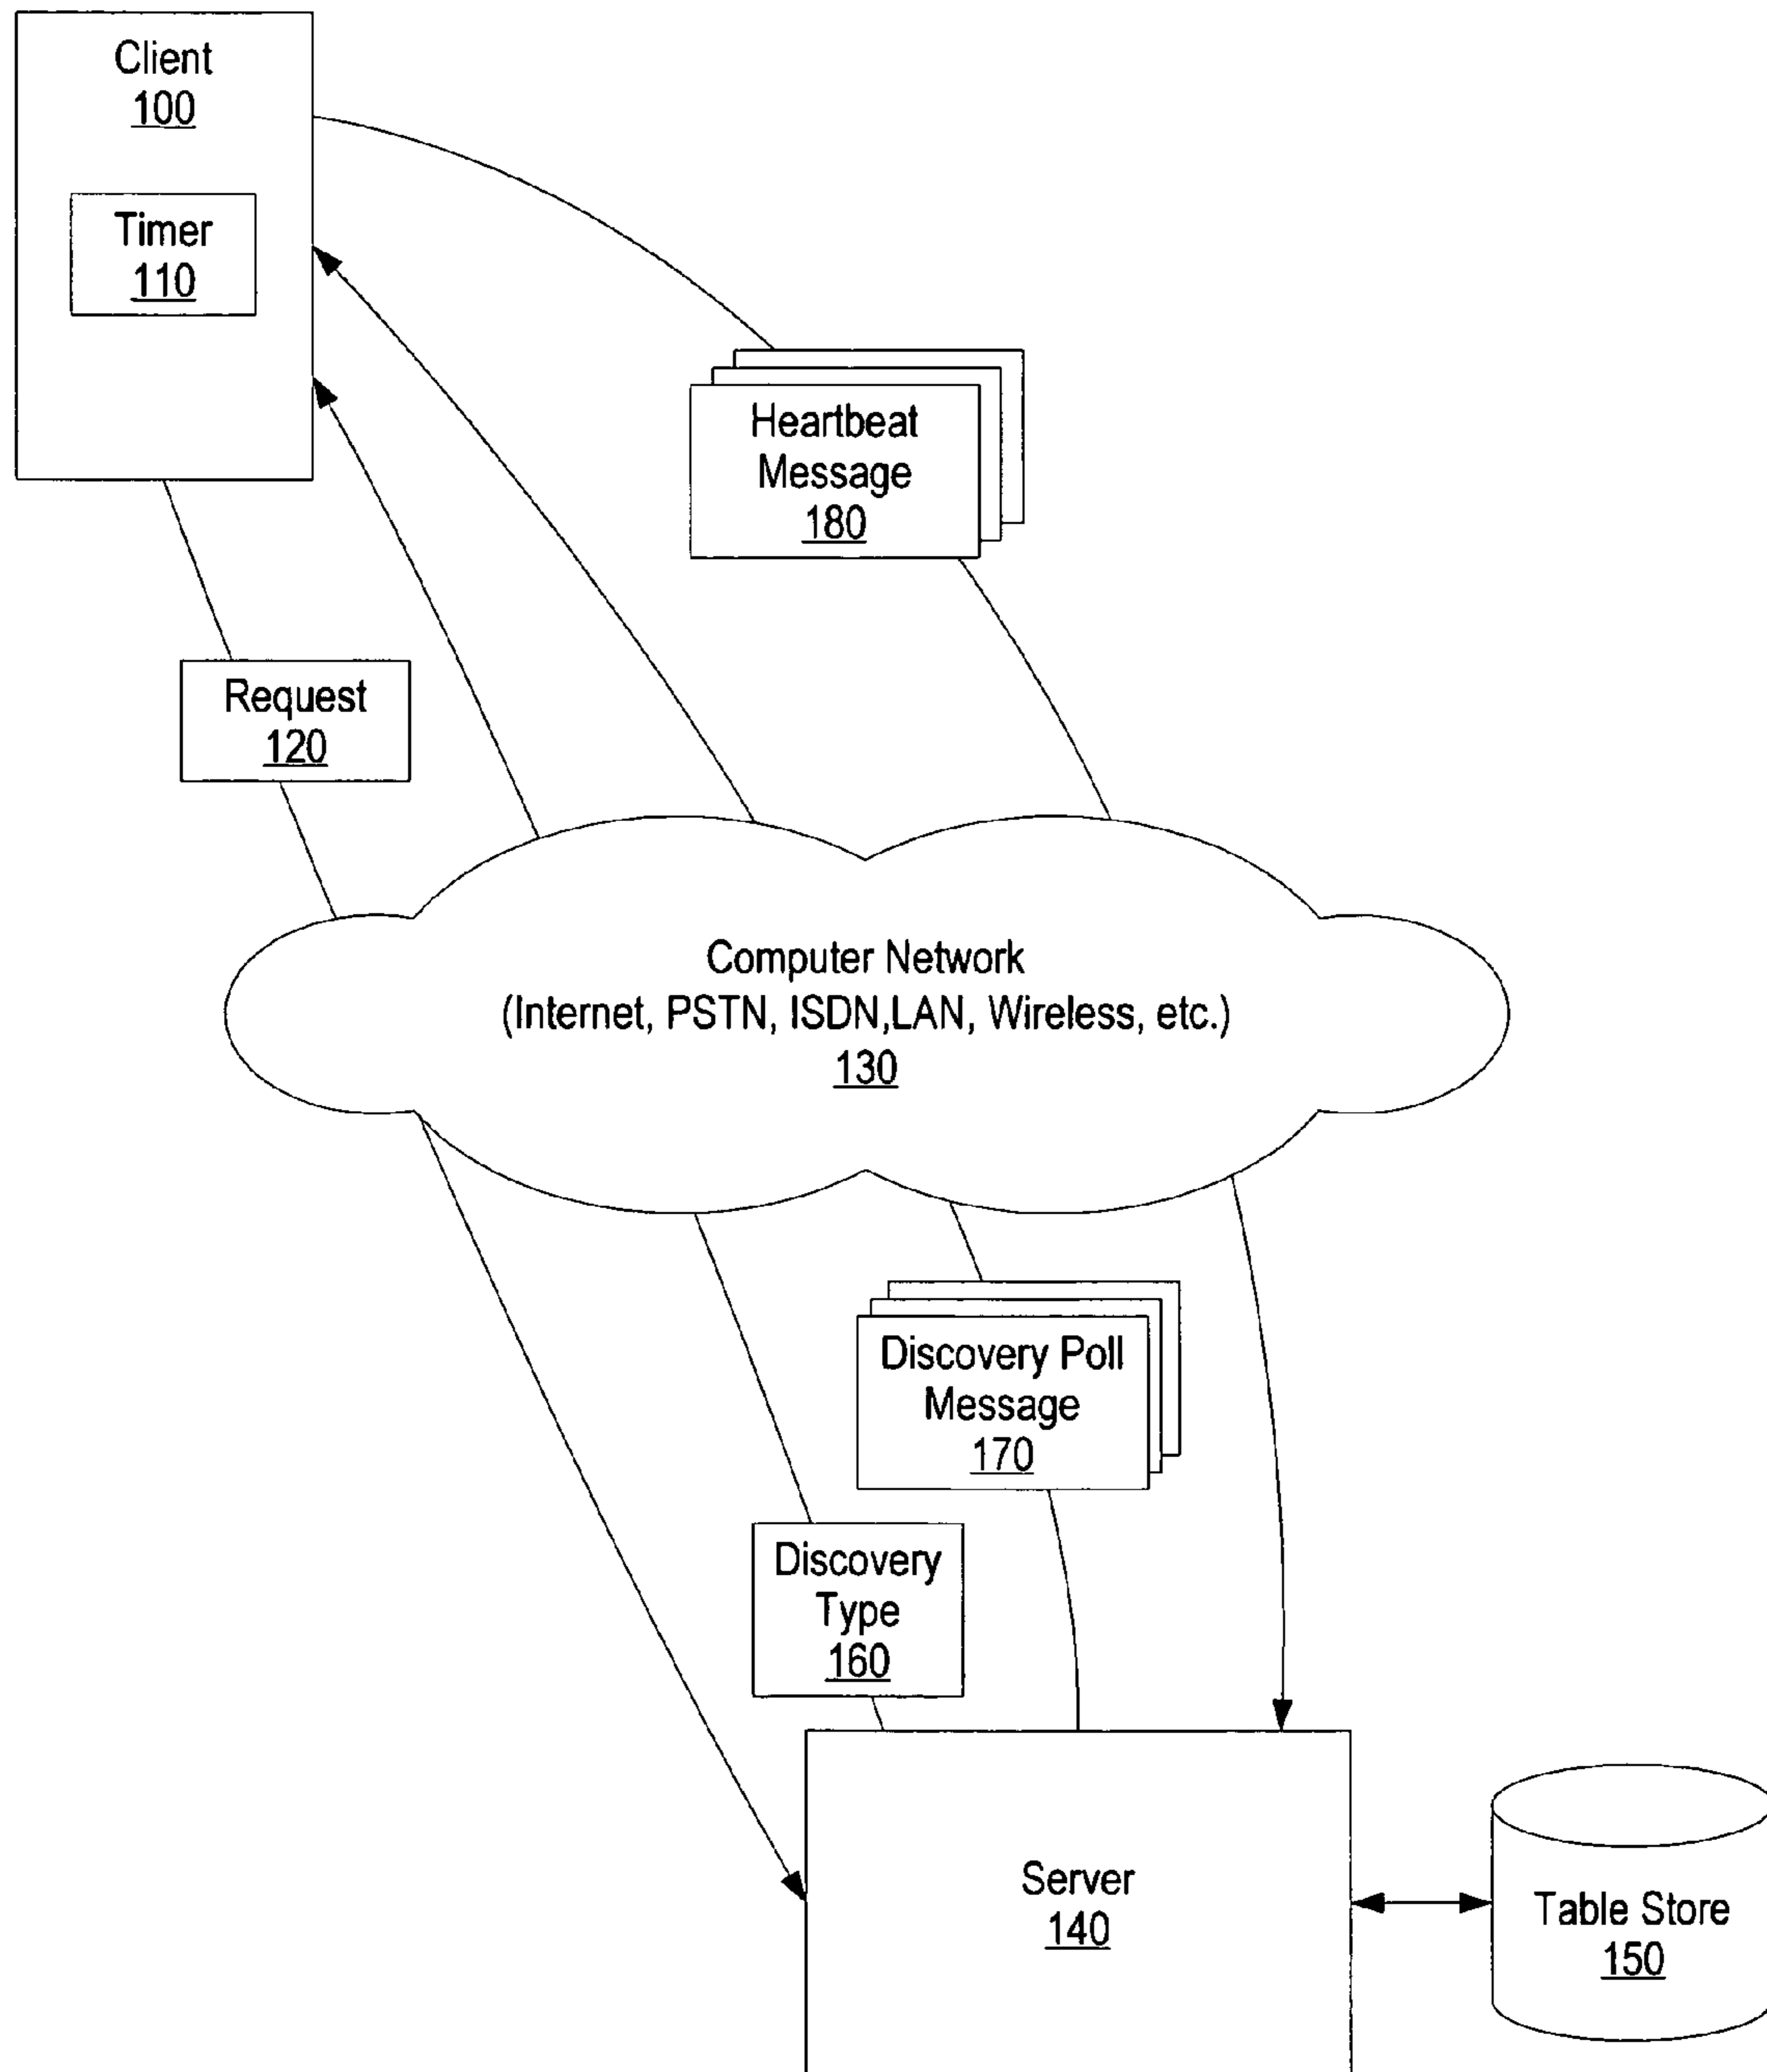 Client
100
Timer
110
Heartbeat
Message
180
Request
120
Computer Network
(Internet, PSTN, ISDN,LAN, Wireless, etc.)
130
Discovery Poll
Message
170
Discovery
Type
160
Server
140
Table Store
150